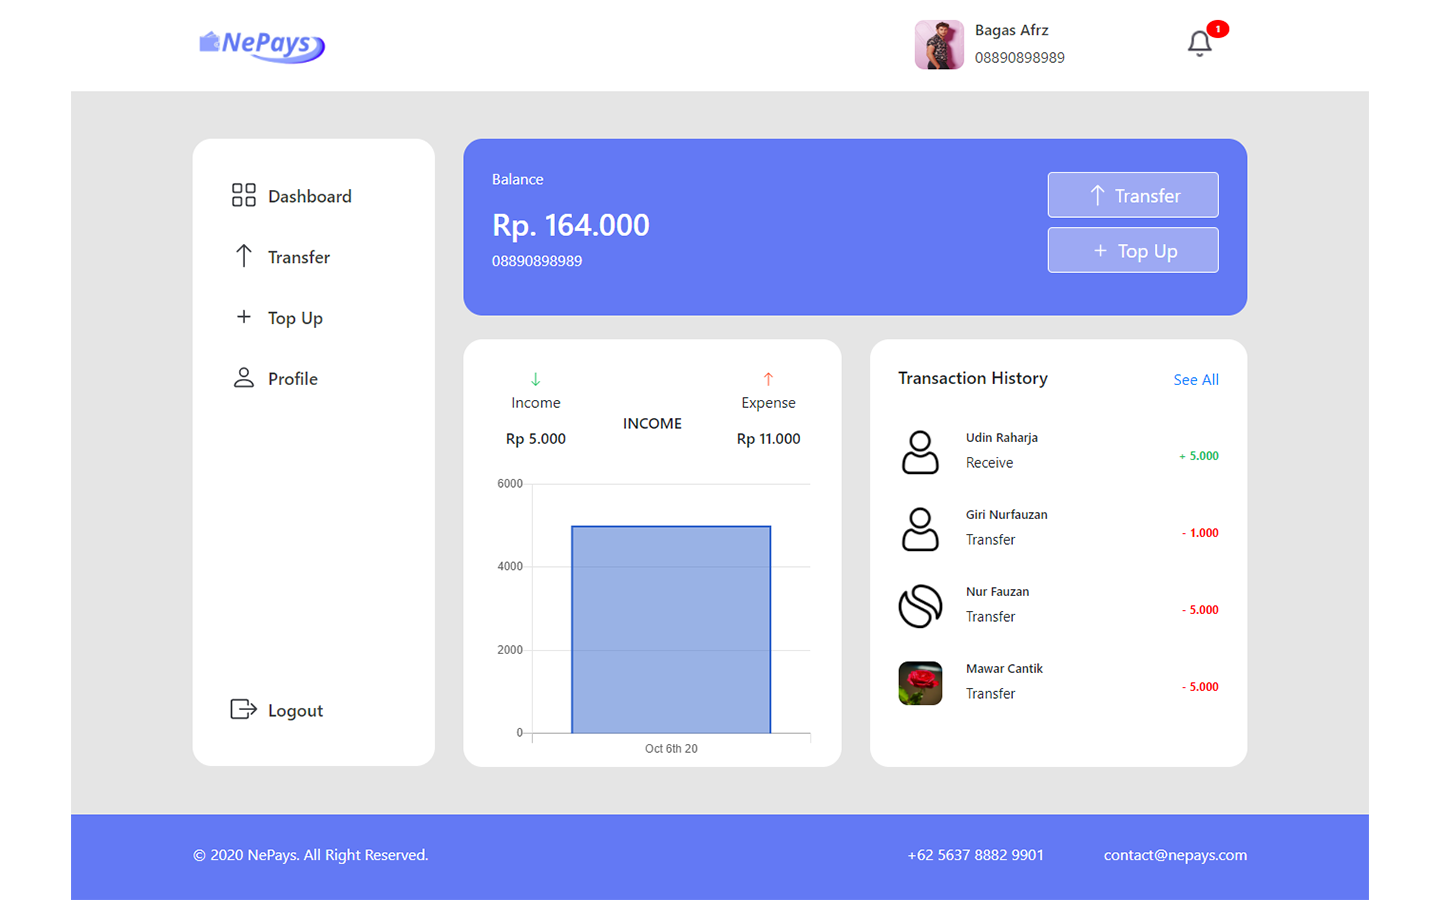 NePays
Bagas Afrz
08890898989
1
Dashboard
Transfer
Top Up
Profile
Logout
Balance
Rp. 164.000
08890898989
Transfer
Top Up
Income
Rp 5.000
INCOME
Expense
Rp 11.000
6000
4000
2000
0
Oct 6th 20
Transaction History
See All
Udin Raharja
Receive
+ 5.000
Giri Nurfauzan
Transfer
- 1.000
Nur Fauzan
Transfer
- 5.000
Mawar Cantik
Transfer
- 5.000
© 2020 NePays. All Right Reserved.
+62 5637 8882 9901
contact@nepays.com